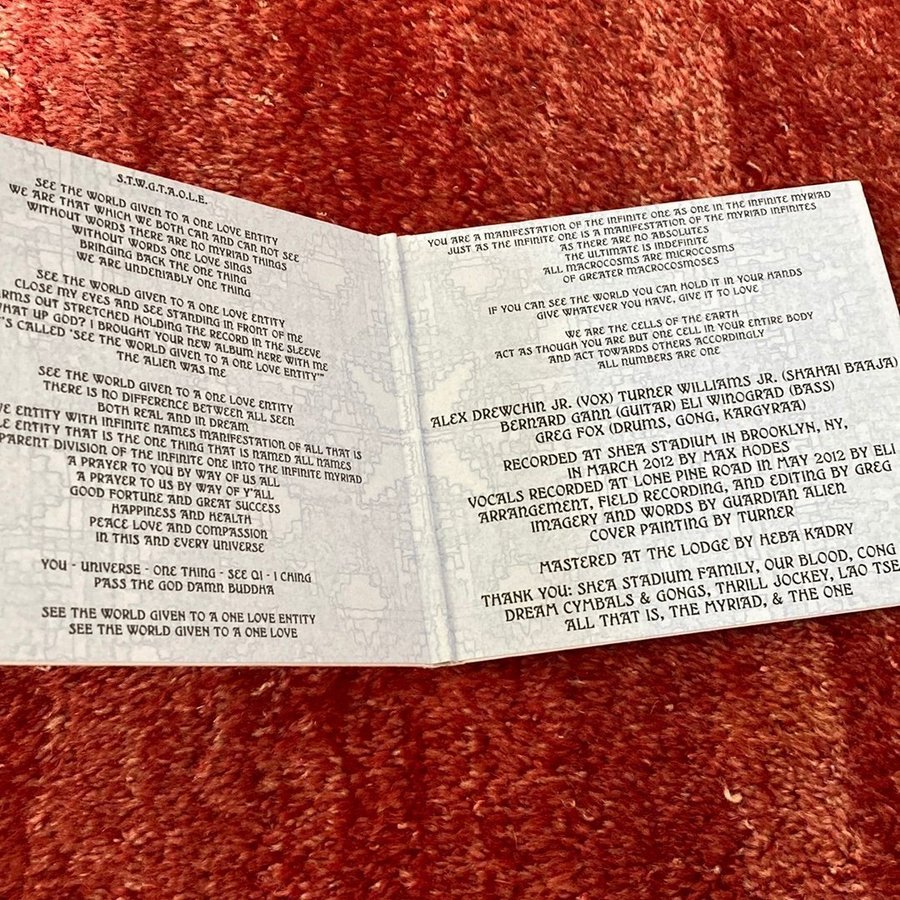 S.T.W.G.T.A.O.L.E.
SEE THE WORLD GIVEN TO A ONE LOVE ENTITY
WE ARE THAT WHICH WE BOTH CAN AND CAN NOT SEE
WITHOUT WORDS THERE ARE NO MYRIAD THINGS
WITHOUT WORDS ONE LOVE SINGS
BRINGING BACK THE ONE THING
WE ARE UNDENIABLY ONE THING
SEE THE WORLD GIVEN TO A ONE LOVE ENTITY
CLOSE MY EYES AND SEE STANDING IN FRONT OF ME
ARMS OUT STRETCHED HOLDING THE RECORD IN THE SLEEVE
WHAT UP GOD? I BROUGHT YOUR NEW ALBUM HERE WITH ME
CALLED "SEE THE WORLD GIVEN TO A ONE LOVE ENTITY"
THE ALIEN WAS ME
SEE THE WORLD GIVEN TO A ONE LOVE ENTITY
THERE IS NO DIFFERENCE BETWEEN ALL SEEN
BOTH REAL AND IN DREAM
ENTITY WITH INFINITE NAMES MANIFESTATION OF ALL THAT IS
ENTITY THAT IS THE ONE THING THAT IS NAMED ALL NAMES
DIVISION OF THE INFINITE ONE INTO THE INFINITE MYRIAD
A PRAYER TO YOU BY WAY OF US ALL
A PRAYER TO US BY WAY OF Y'ALL
GOOD FORTUNE AND GREAT SUCCESS
HAPPINESS AND HEALTH
PEACE LOVE AND COMPASSION
IN THIS AND EVERY UNIVERSE
YOU - UNIVERSE - ONE THING - SEE QI - I CHING
PASS THE GOD DAMN BUDDHA
SEE THE WORLD GIVEN TO A ONE LOVE ENTITY
SEE THE WORLD GIVEN TO A ONE LOVE
YOU ARE A MANIFESTATION OF THE INFINITE ONE AS ONE IN THE INFINITE MYRIAD
JUST AS THE INFINITE ONE IS A MANIFESTATION OF THE MYRIAD INFINITES
AS THERE ARE NO ABSOLUTES
THE ULTIMATE IS INDEFINITE
ALL MACROCOSMS ARE MICROCOSMS
OF GREATER MACROCOSMOSES
IF YOU CAN SEE THE WORLD YOU CAN HOLD IT IN YOUR HANDS
GIVE WHATEVER YOU HAVE, GIVE IT TO LOVE
WE ARE THE CELLS OF THE EARTH
ACT AS THOUGH YOU ARE BUT ONE CELL IN YOUR ENTIRE BODY
AND ACT TOWARDS OTHERS ACCORDINGLY
ALL NUMBERS ARE ONE
ALEX DREWCHIN JR. (VOX) TURNER WILLIAMS JR. (SHAHAI BAAJA)
BERNARD GANN (GUITAR) ELI WINOGRAD (BASS)
GREG FOX (DRUMS, GONG, KARGYRAA)
RECORDED AT SHEA STADIUM IN BROOKLYN, NY,
IN MARCH 2012 BY MAX HODES
VOCALS RECORDED AT LONE PINE ROAD IN MAY 2012 BY ELI
ARRANGEMENT, FIELD RECORDING, AND EDITING BY GREG
IMAGERY AND WORDS BY GUARDIAN ALIEN
COVER PAINTING BY TURNER
MASTERED AT THE LODGE BY HEBA KADRY
THANK YOU: SHEA STADIUM FAMILY, OUR BLOOD, CONG
DREAM CYMBALS & GONGS, THRILL JOCKEY, LAO TSE
ALL THAT IS, THE MYRIAD, & THE ONE